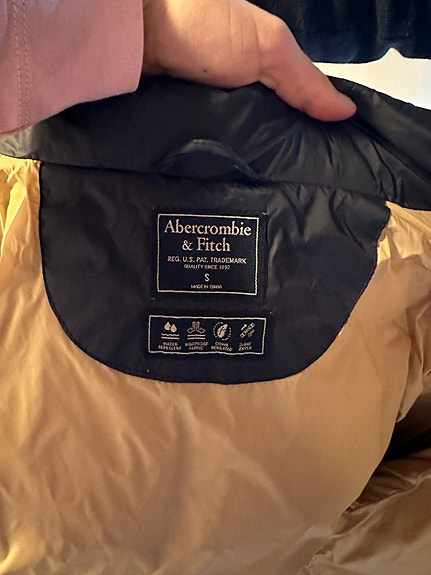 Abercrombie
& Fitch
REG. U.S. PAT. TRADEMARK
QUALITY SINCE 1892
S
MADE IN CHINA
WATER REPELLENT
WINDPROOF FABRIC
DOWN INSULATED
2-WAY ZIPPER